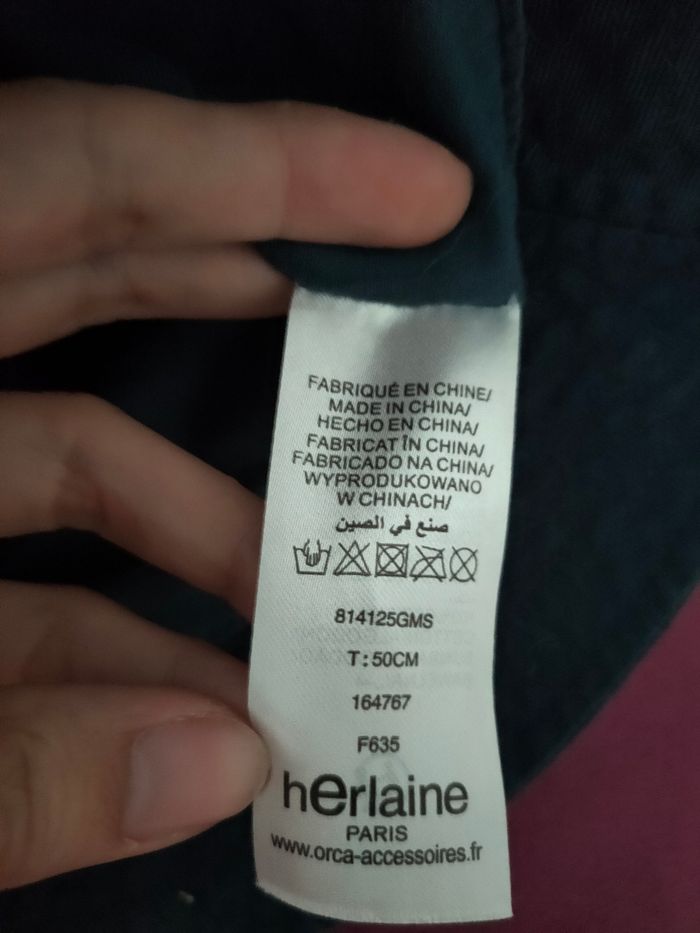 FABRIQUÉ EN CHINE/
MADE IN CHINA/
HECHO EN CHINA/
FABRICAT ÎN CHINA/
FABRICADO NA CHINA/
WYPRODUKOWANO
W CHINACH/
صنع في الصين
814125GMS
T:50CM
164767
F635
herlaine
PARIS
www.orca-accessoires.fr